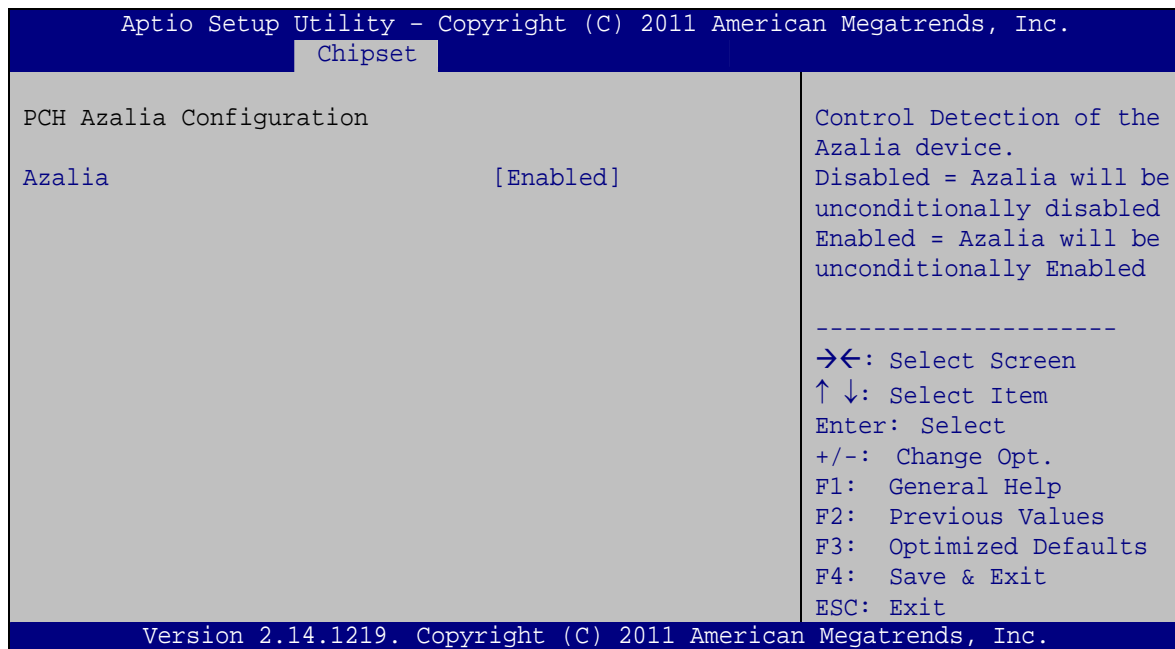 Aptio Setup Utility – Copyright (C) 2011 American Megatrends, Inc.
Chipset
PCH Azalia Configuration
Azalia [Enabled]
Control Detection of the
Azalia device.
Disabled = Azalia will be
unconditionally disabled
Enabled = Azalia will be
unconditionally Enabled
---------------------
→←: Select Screen
↑ ↓: Select Item
Enter: Select
+/-: Change Opt.
F1: General Help
F2: Previous Values
F3: Optimized Defaults
F4: Save & Exit
ESC: Exit
Version 2.14.1219. Copyright (C) 2011 American Megatrends, Inc.